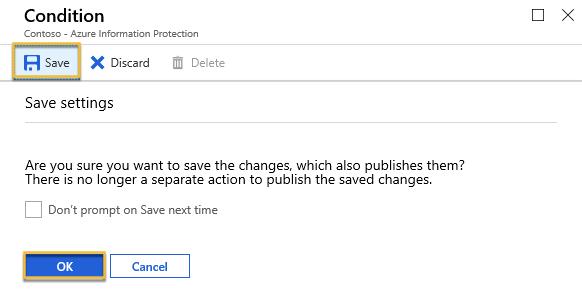 Condition
Contoso - Azure Information Protection
Save Discard Delete
Save settings
Are you sure you want to save the changes, which also publishes them?
There is no longer a separate action to publish the saved changes.
Don't prompt on Save next time
OK Cancel